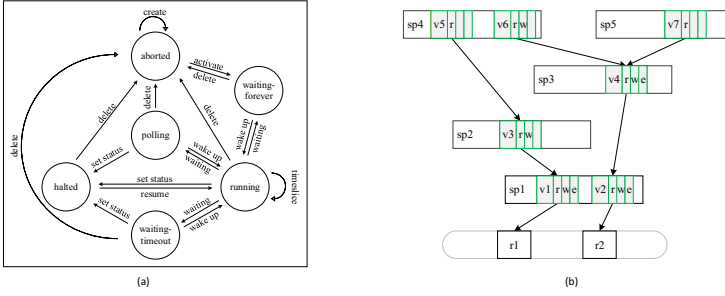 create
aborted
activate
delete
waiting-
forever
delete
delete
delete
delete
polling
wake up
waiting
set status
wake up
waiting
halted
set status
resume
running
timeslice
set status
waiting
wake up
waiting-
timeout
(a)
sp4 v5 r v6 r w
sp5 v7 r
sp3 v4 r w e
sp2 v3 r w
sp1 v1 r w e v2 r w e
r1 r2
(b)